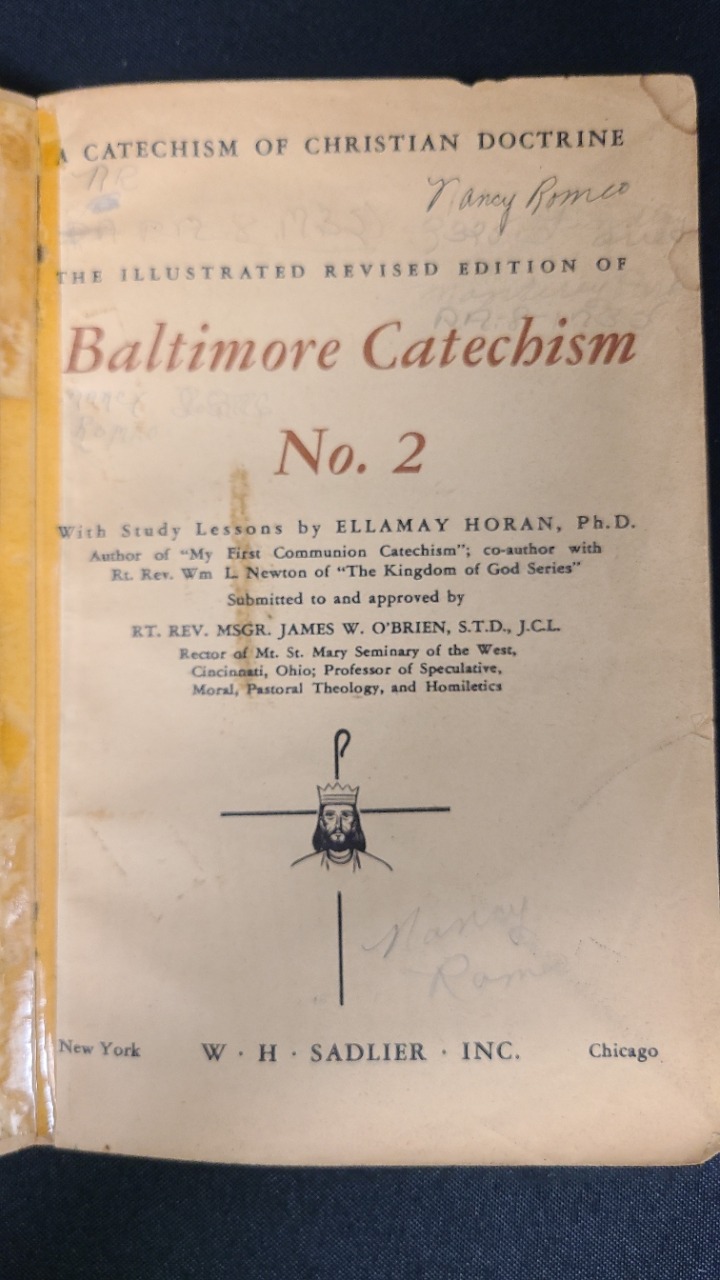 A CATECHISM OF CHRISTIAN DOCTRINE
NR
Nancy Romeo
THE ILLUSTRATED REVISED EDITION OF
Baltimore Catechism
No. 2
With Study Lessons by ELLAMAY HORAN, Ph.D.
Author of "My First Communion Catechism"; co-author with
Rt. Rev. Wm L. Newton of "The Kingdom of God Series"
Submitted to and approved by
RT. REV. MSGR. JAMES W. O'BRIEN, S.T.D., J.C.L.
Rector of Mt. St. Mary Seminary of the West,
Cincinnati, Ohio; Professor of Speculative,
Moral, Pastoral Theology, and Homiletics
Nancy
New York W · H · SADLIER · INC. Chicago